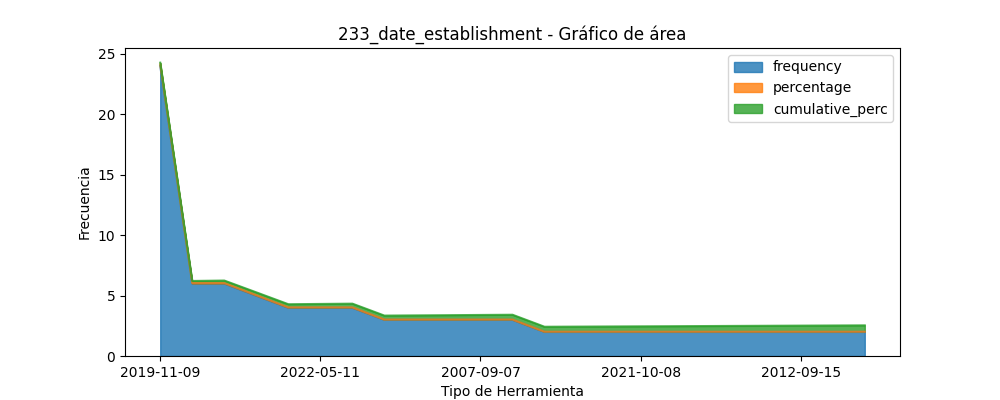 233_date_establishment - Gráfico de área
25
20
15
10
5
0
Frecuencia
frequency
percentage
cumulative_perc
2019-11-09
2022-05-11
2007-09-07
2021-10-08
2012-09-15
Tipo de Herramienta